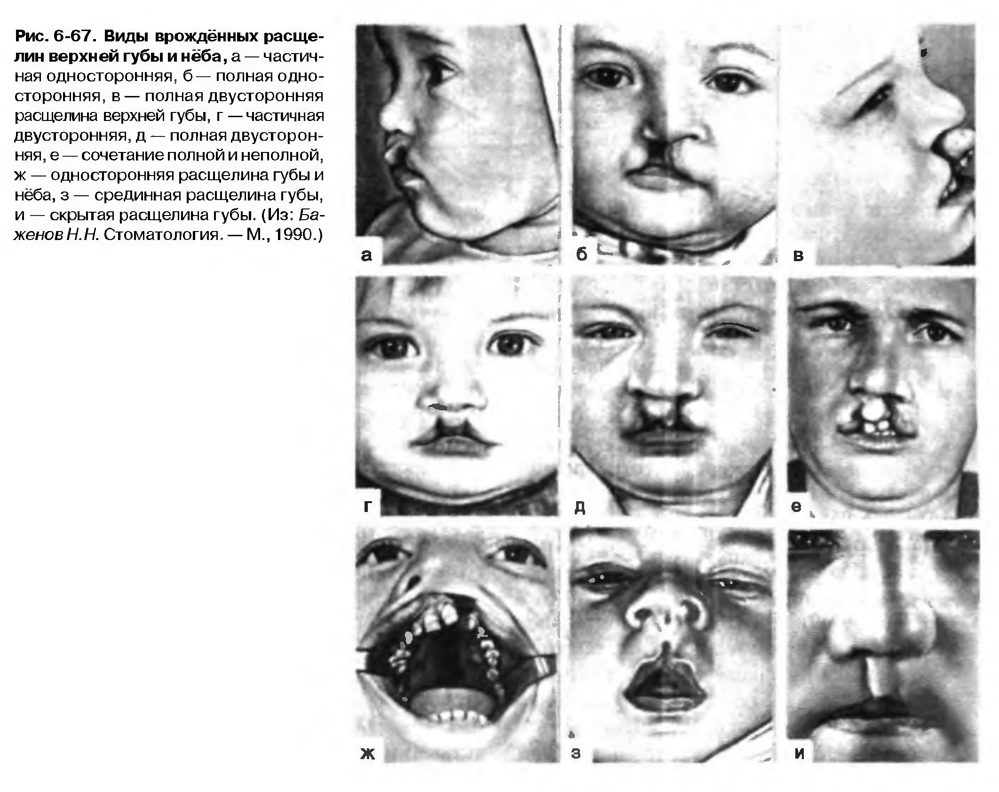 Рис. 6-67. Виды врождённых расще-
лин верхней губы и нёба, а — частич-
ная односторонняя, б — полная одно-
сторонняя, в — полная двусторонняя
расщелина верхней губы, г — частичная
двусторонняя, д — полная двусторон-
няя, е — сочетание полной и неполной,
ж — односторонняя расщелина губы и
нёба, з — срединная расщелина губы,
и — скрытая расщелина губы. (Из: Ба-
женов Н.Н. Стоматология. — М., 1990.)
а
б
в
г
д
е
ж
з
и